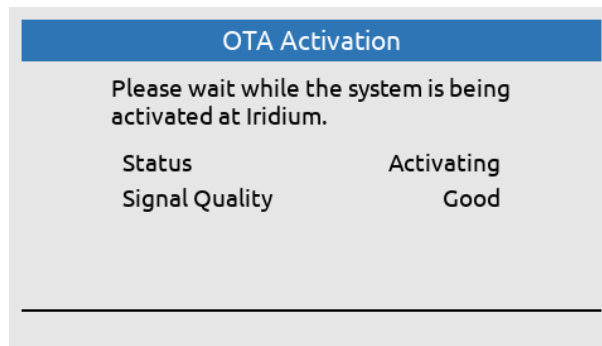 OTA Activation
Please wait while the system is being
activated at Iridium.
Status Activating
Signal Quality Good